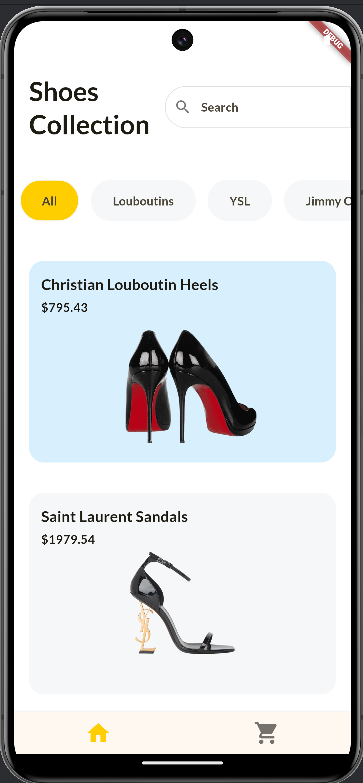 DEBUG
Shoes
Collection
Search
All
Louboutins
YSL
Jimmy C
Christian Louboutin Heels
$795.43
Saint Laurent Sandals
$1979.54